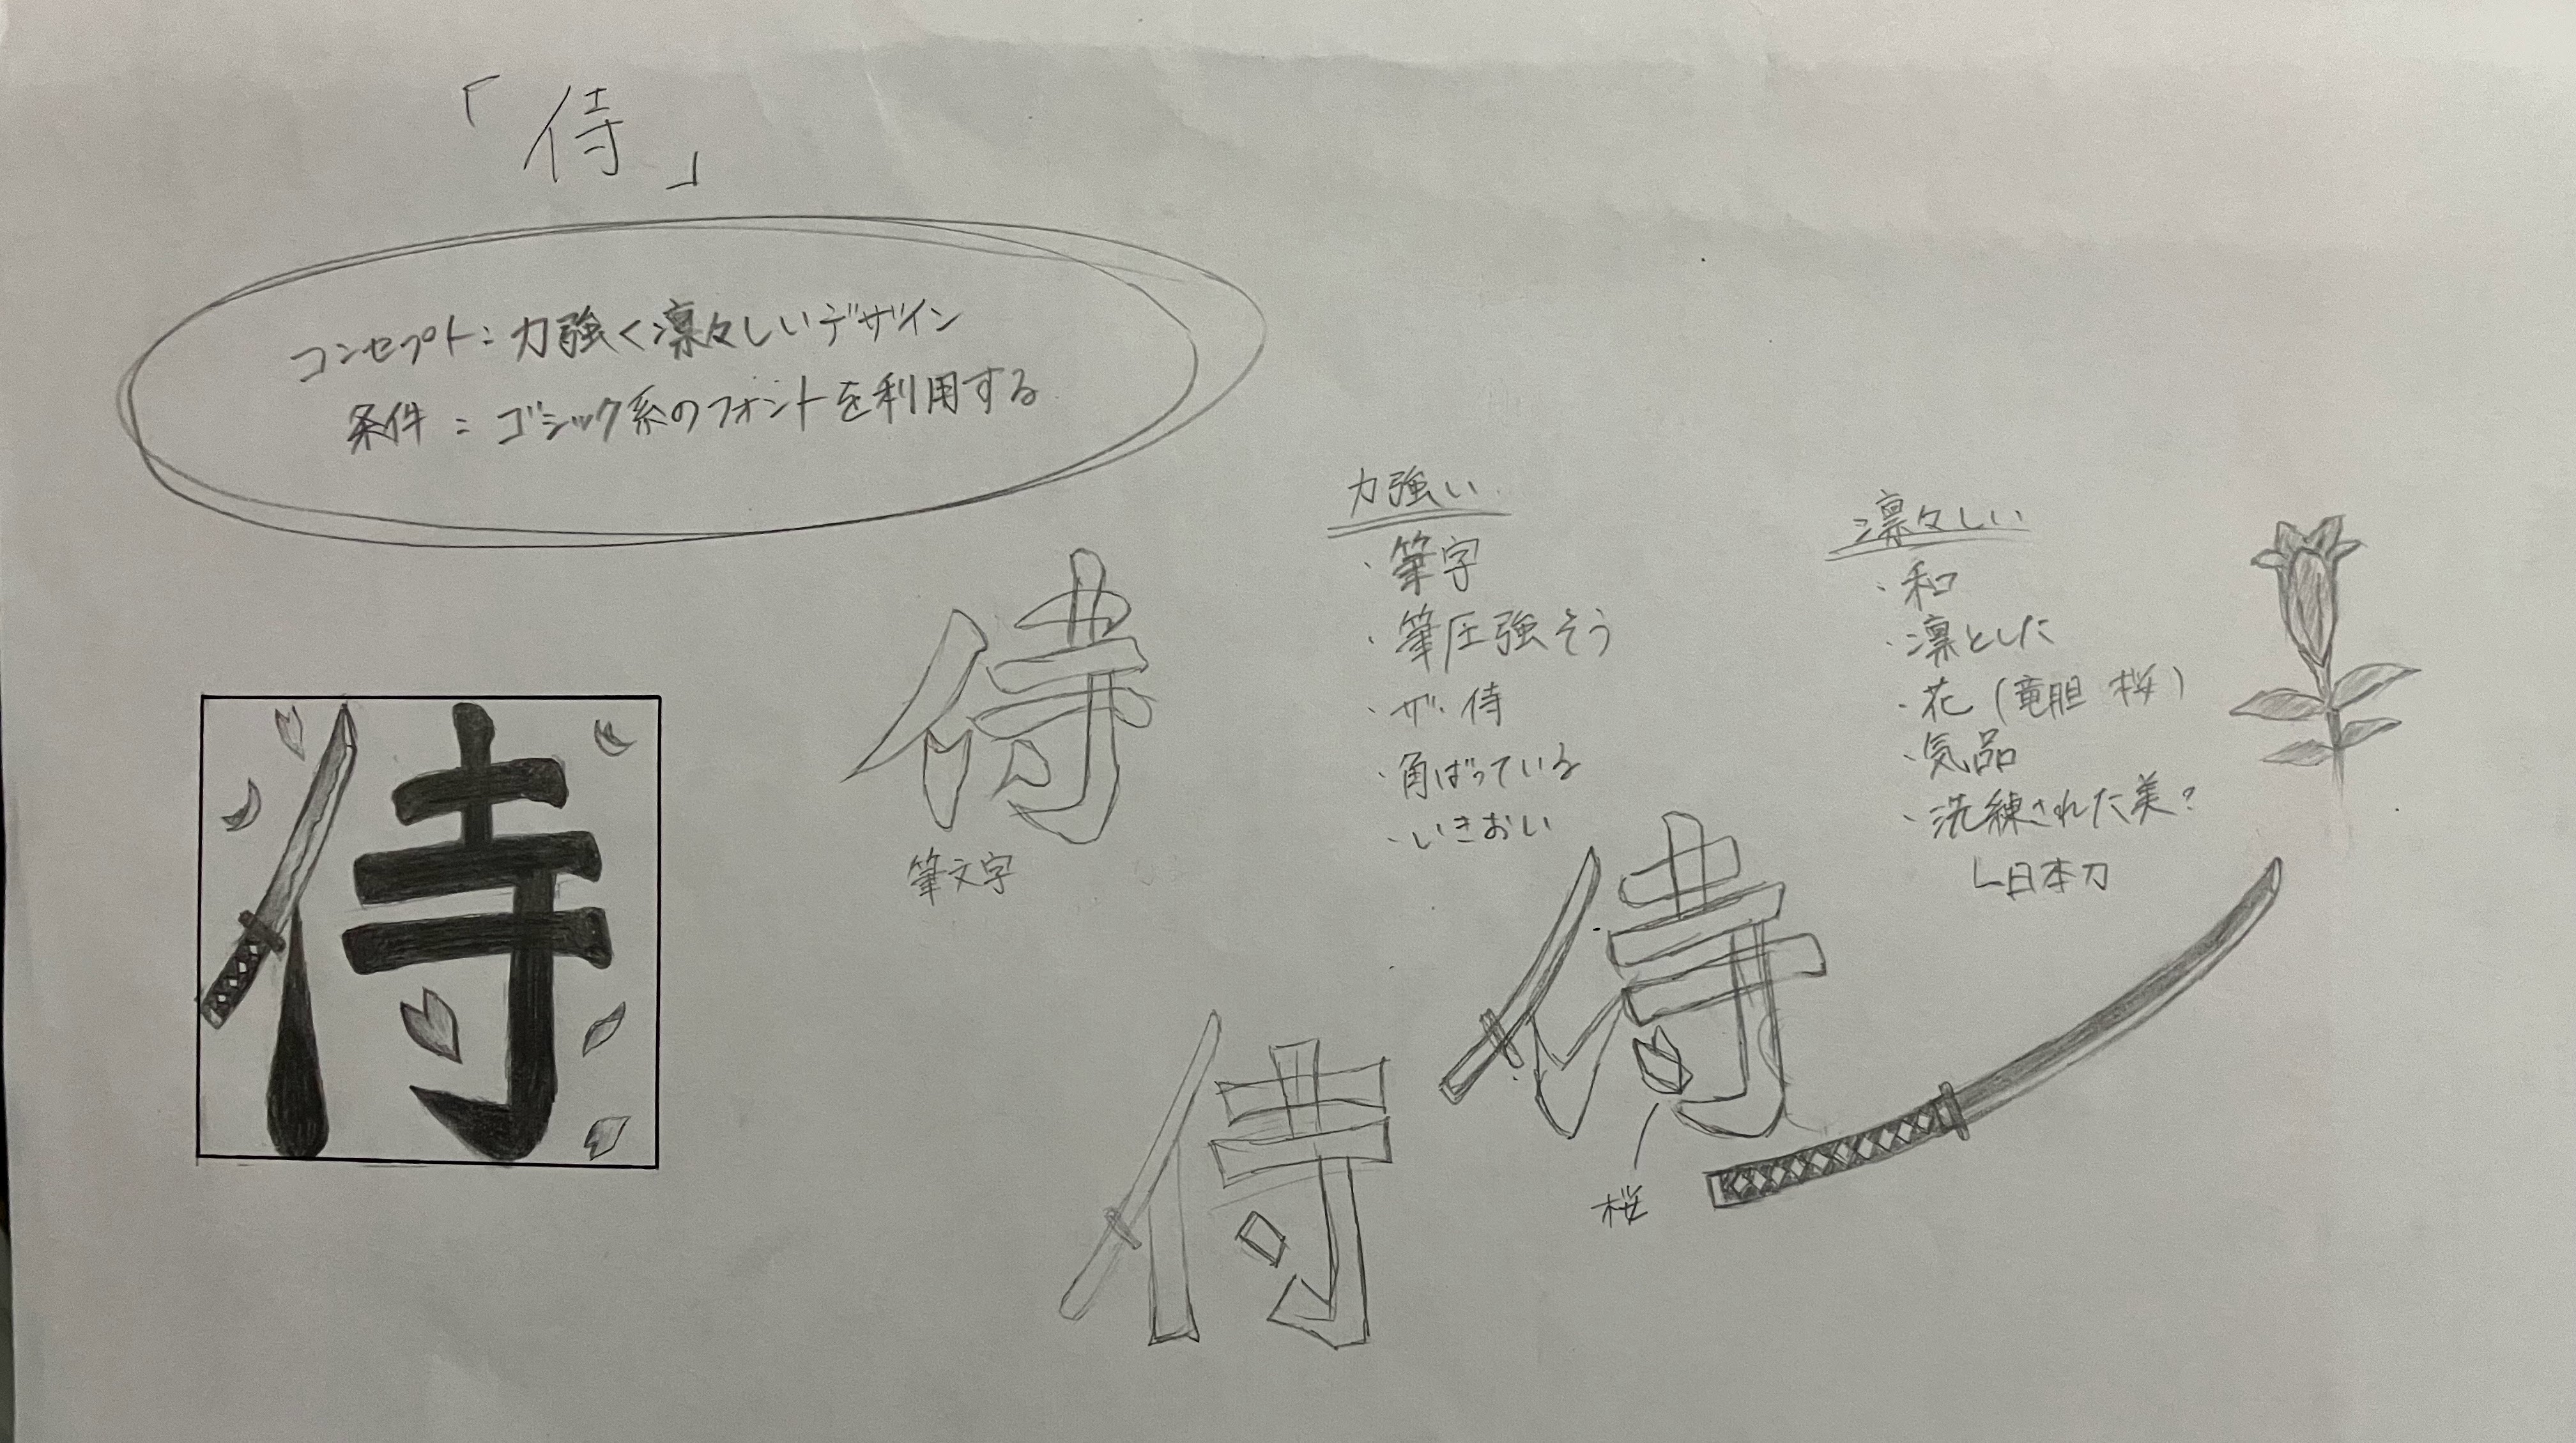 「侍」
コンセプト：力強く凛々しいデザイン
条件：ゴシック系のフォントを利用する
力強い
・筆字
・筆圧強そう
・ザ・侍
・角ばっている
・いきおい
凛々しい
・和
・凛とした
・花（竜胆 桜）
・気品
・洗練された美？
└日本刀
侍
筆文字
侍
侍
桜
侍